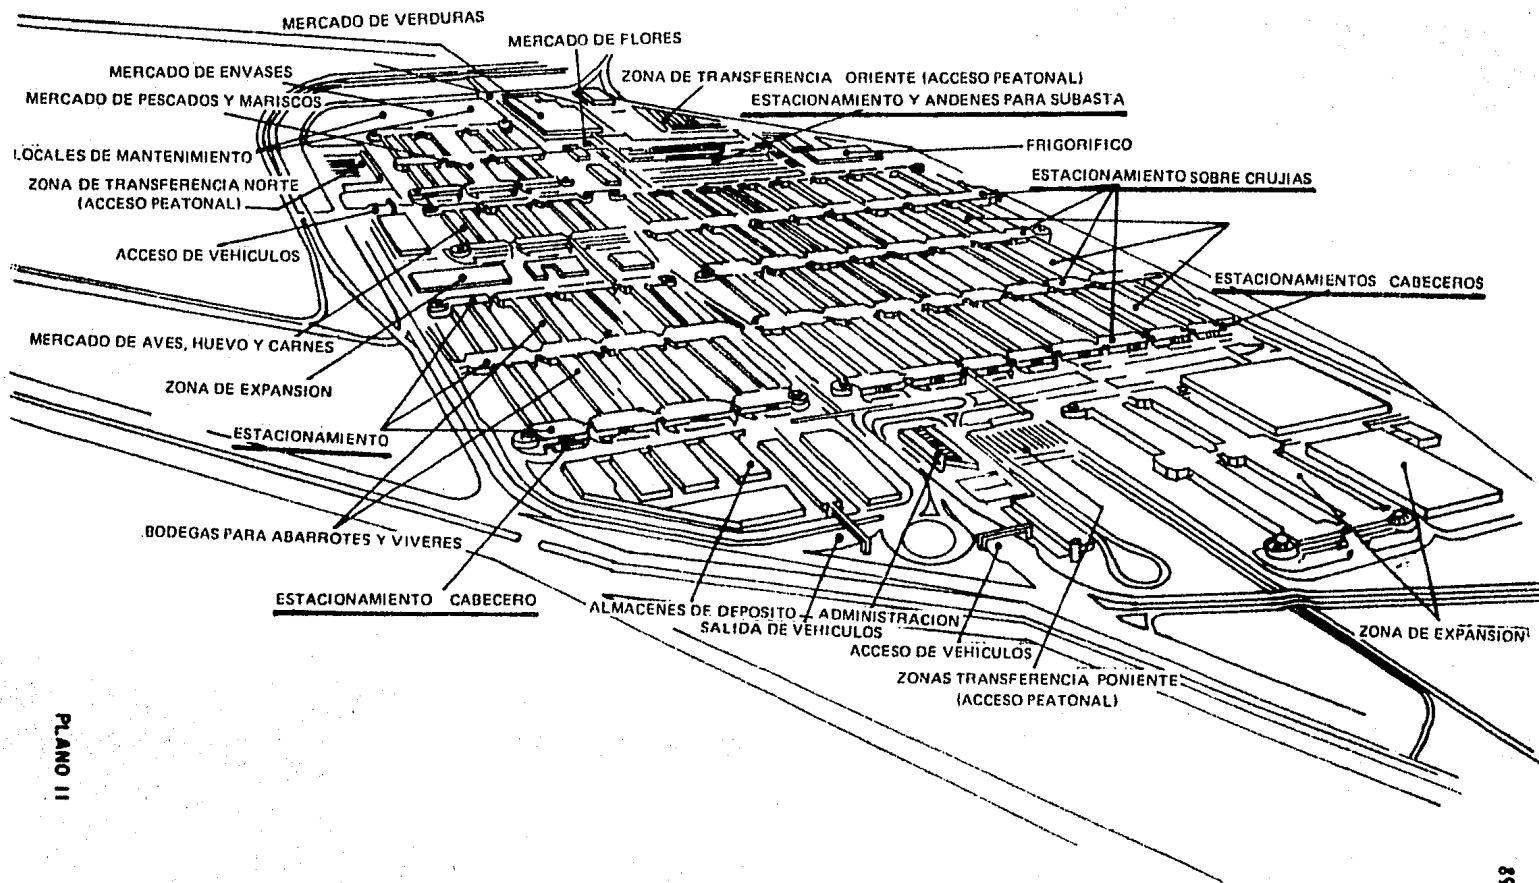 MERCADO DE VERDURAS
MERCADO DE FLORES
MERCADO DE ENVASES
ZONA DE TRANSFERENCIA ORIENTE (ACCESO PEATONAL)
MERCADO DE PESCADOS Y MARISCOS
ESTACIONAMIENTO Y ANDENES PARA SUBASTA
LOCALES DE MANTENIMIENTO
FRIGORIFICO
ZONA DE TRANSFERENCIA NORTE
(ACCESO PEATONAL)
ESTACIONAMIENTO SOBRE CRUJIAS
ACCESO DE VEHICULOS
ESTACIONAMIENTOS CABECEROS
MERCADO DE AVES, HUEVO Y CARNES
ZONA DE EXPANSION
ESTACIONAMIENTO
BODEGAS PARA ABARROTES Y VIVERES
ESTACIONAMIENTO CABECERO
ALMACENES DE DEPOSITO
ADMINISTRACION
SALIDA DE VEHICULOS
ACCESO DE VEHICULOS
ZONA DE EXPANSION
ZONAS TRANSFERENCIA PONIENTE
(ACCESO PEATONAL)
PLANO 11